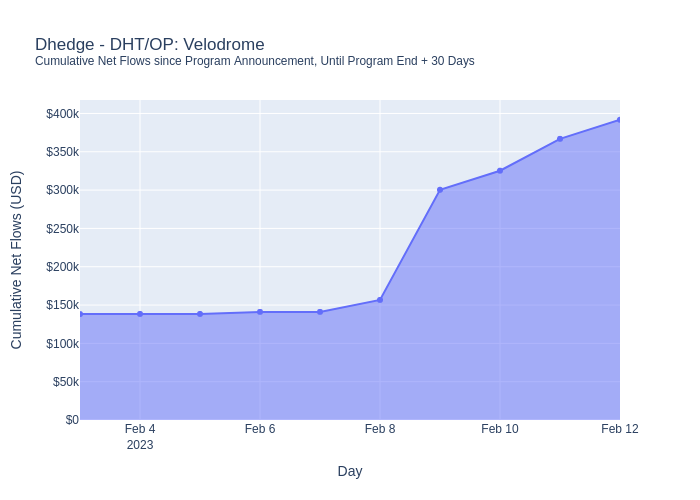 Dhedge - DHT/OP: Velodrome
Cumulative Net Flows since Program Announcement, Until Program End + 30 Days
Cumulative Net Flows (USD)
$400k
$350k
$300k
$250k
$200k
$150k
$100k
$50k
$0
Feb 4
2023
Feb 6
Feb 8
Feb 10
Feb 12
Day